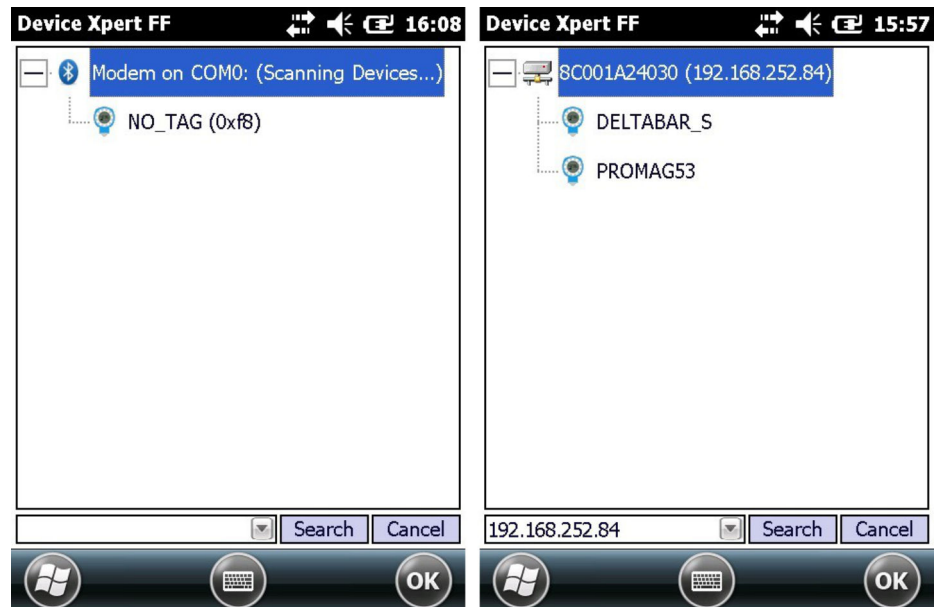 Device Xpert FF 16:08
Modem on COM0: (Scanning Devices...)
NO_TAG (0xf8)
Search Cancel
OK
Device Xpert FF 15:57
8C001A24030 (192.168.252.84)
DELTABAR_S
PROMAG53
192.168.252.84 Search Cancel
OK